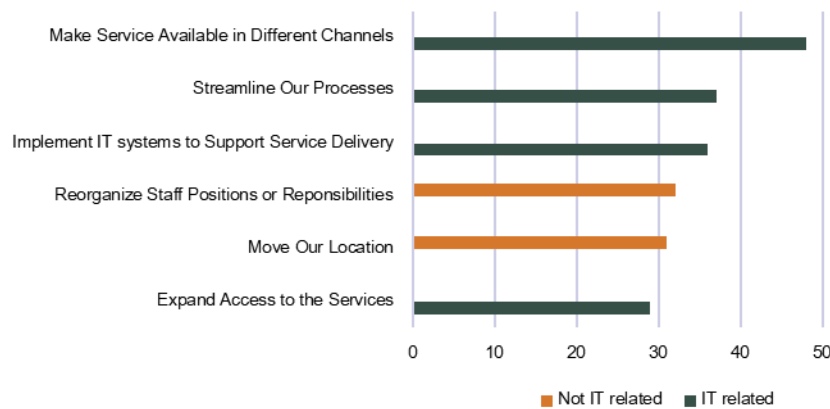 Make Service Available in Different Channels
Streamline Our Processes
Implement IT systems to Support Service Delivery
Reorganize Staff Positions or Reponsibilities
Move Our Location
Expand Access to the Services
0 10 20 30 40 50
Not IT related IT related